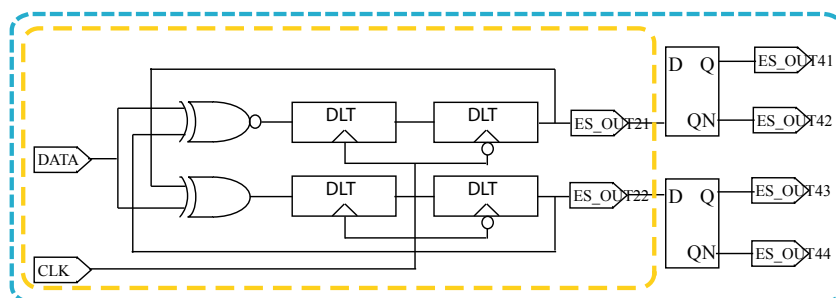 ES_OUT41
D Q
DLT
DLT
ES_OUT21
QN
ES_OUT42
DATA
DLT
DLT
ES_OUT22
D Q
ES_OUT43
QN
ES_OUT44
CLK